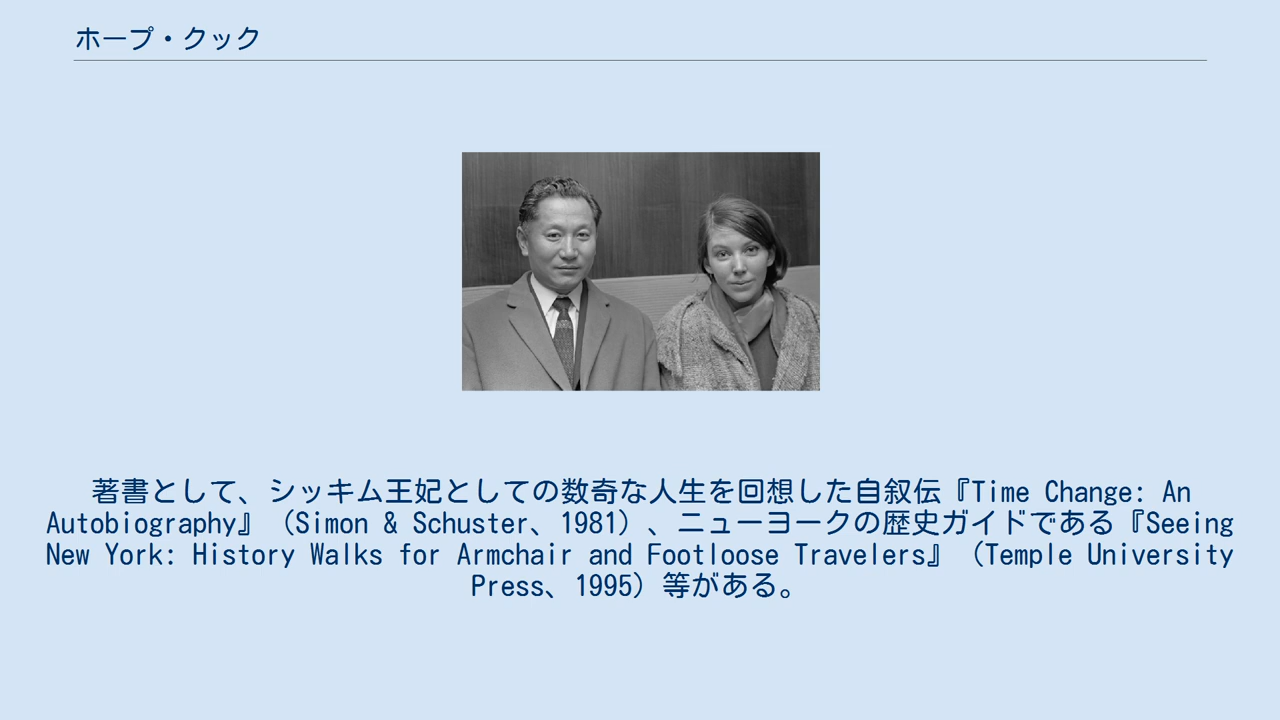 ホープ・クック
著書として、シッキム王妃としての数奇な人生を回想した自叙伝『Time Change: An
Autobiography』（Simon & Schuster、1981）、ニューヨークの歴史ガイドである『Seeing
New York: History Walks for Armchair and Footloose Travelers』（Temple University
Press、1995）等がある。